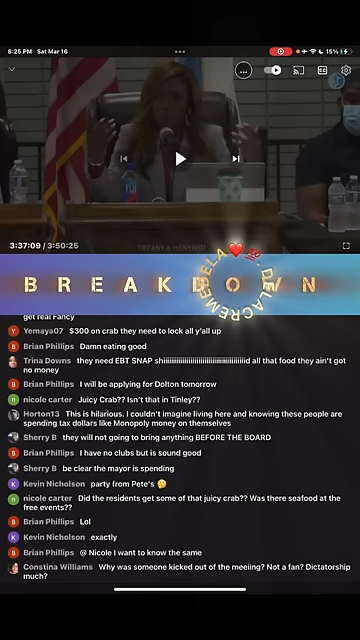 8:25 PM Sat Mar 16
15%
CC
FIJI
3:37:09 / 3:50:25
TIFFANY A. HENYARD
BREAKDOWN
DELACREMEBELA
get real Fancy
Yemaya07 $300 on crab they need to lock all y'all up
B Brian Phillips Damn eating good
Trina Downs they need EBT SNAP shiiiiiiiiiiiiiiiiiiiiiiiiiiiiiiiiid all that food they ain't got
no money
B Brian Phillips I will be applying for Dolton tomorrow
n nicole carter Juicy Crab?? Isn't that in Tinley??
Horton13 This is hilarious. I couldn't imagine living here and knowing these people are
spending tax dollars like Monopoly money on themselves
Sherry B they will not going to bring anything BEFORE THE BOARD
B Brian Phillips I have no clubs but is sound good
Sherry B be clear the mayor is spending
K Kevin Nicholson party from Pete's 🤔
n nicole carter Did the residents get some of that juicy crab?? Was there seafood at the
free events??
B Brian Phillips Lol
K Kevin Nicholson exactly
B Brian Phillips @ Nicole I want to know the same
Constina Williams Why was someone kicked out of the meeiing? Not a fan? Dictatorship
much?